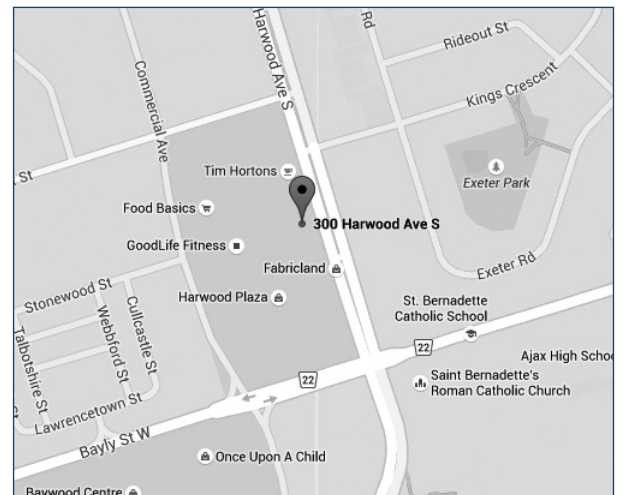 Harwood Ave S
Rd
Rideout St
Kings Crescent
Commercial Ave
Tim Hortons
Exeter Park
t St
Food Basics
300 Harwood Ave S
GoodLife Fitness
Fabricland
Exeter Rd
Stonewood St
Harwood Plaza
St. Bernadette
Catholic School
Webbford St
Cullcastle St
Talbotshire St
22
Ajax High Schoo
22
Saint Bernadette's
Roman Catholic Church
Lawrencetown St
Bayly St W
Once Upon A Child
Baywood Centre